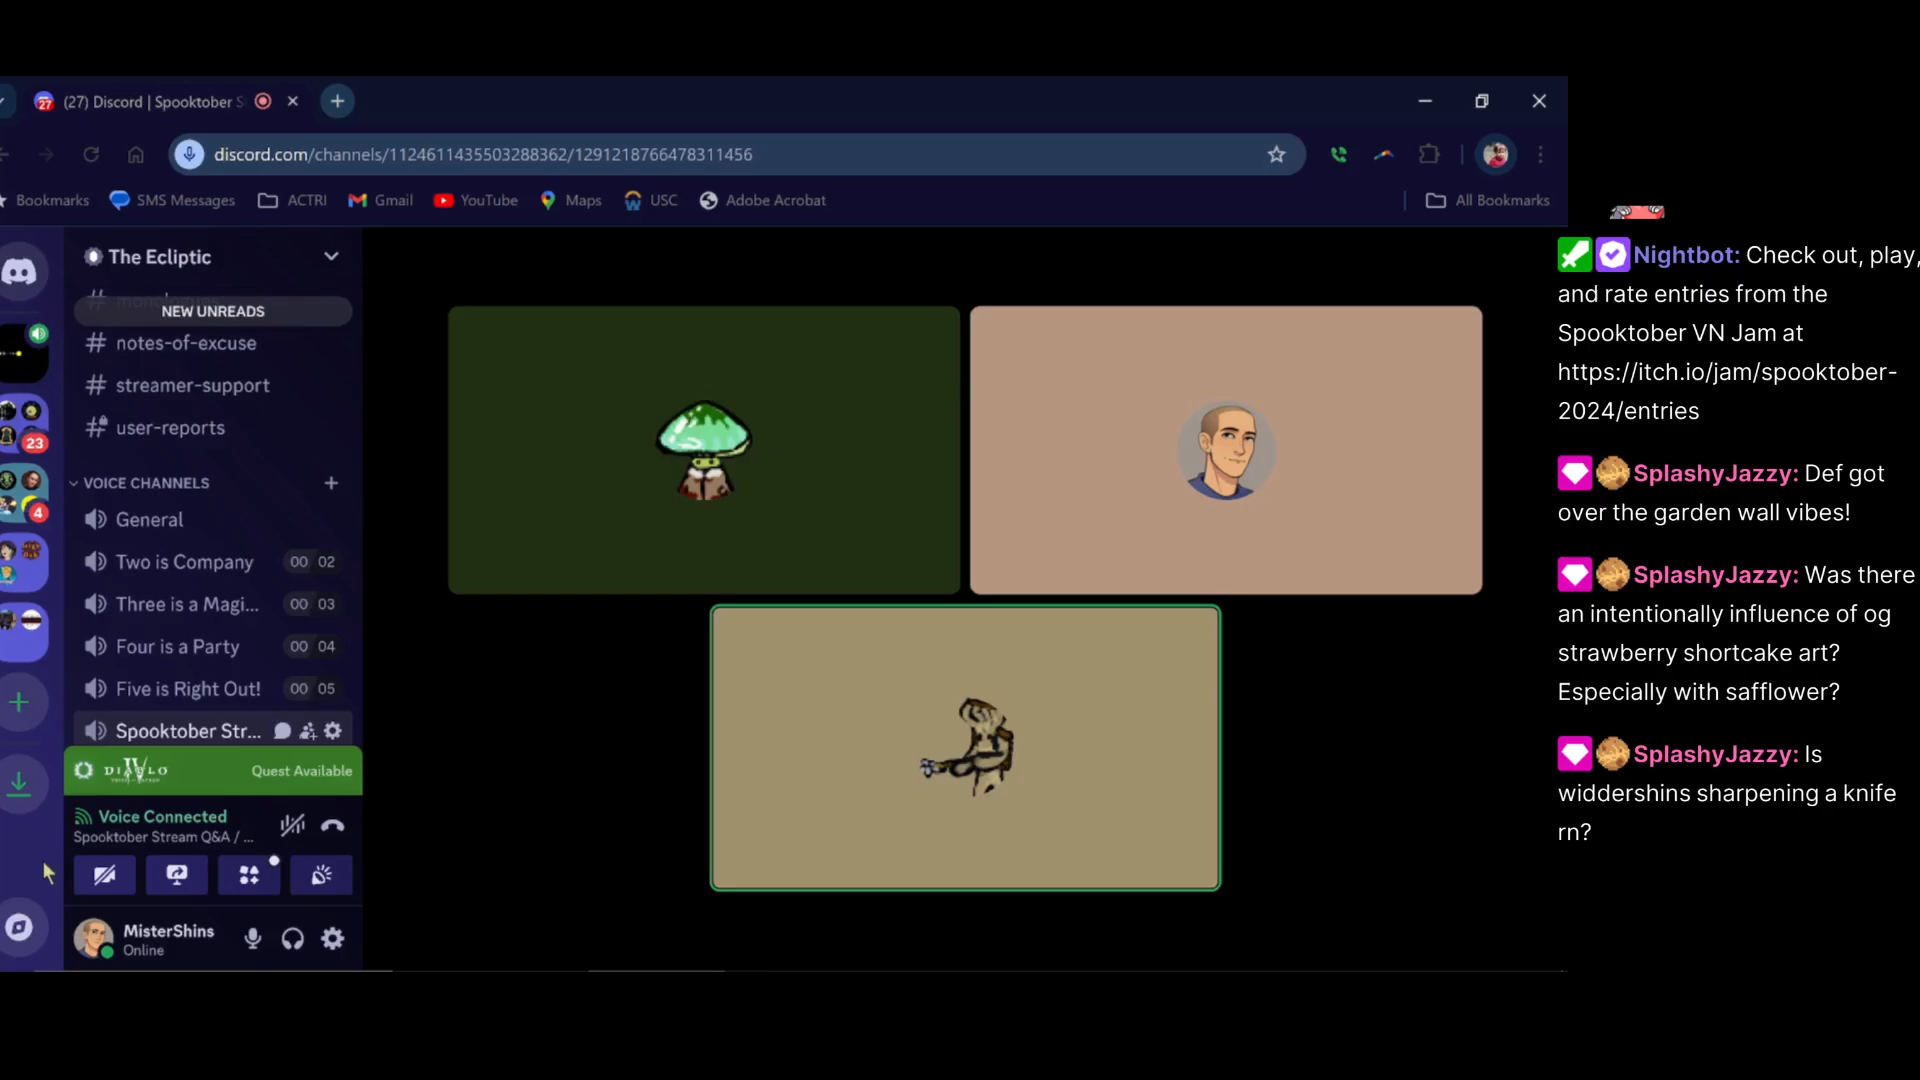 27
(27) Discord | Spooktober S
discord.com/channels/1124611435503288362/1291218766478311456
Bookmarks
SMS Messages
ACTRI
Gmail
YouTube
Maps
USC
Adobe Acrobat
All Bookmarks
The Ecliptic
NEW UNREADS
# notes-of-excuse
# streamer-support
# user-reports
VOICE CHANNELS
General
Two is Company 00 02
Three is a Magi... 00 03
Four is a Party 00 04
Five is Right Out! 00 05
Spooktober Str...
23
4
DIABLO IV
Quest Available
Voice Connected
Spooktober Stream Q&A / ...
MisterShins
Online
Nightbot: Check out, play,
and rate entries from the
Spooktober VN Jam at
https://itch.io/jam/spooktober-
2024/entries
SplashyJazzy: Def got
over the garden wall vibes!
SplashyJazzy: Was there
an intentionally influence of og
strawberry shortcake art?
Especially with safflower?
SplashyJazzy: Is
widdershins sharpening a knife
rn?